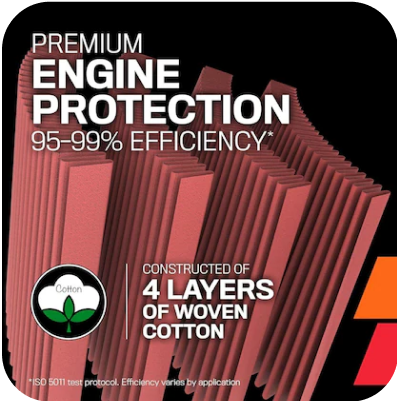 PREMIUM
ENGINE
PROTECTION
95-99% EFFICIENCY*
Cotton
CONSTRUCTED OF
4 LAYERS
OF WOVEN
COTTON
*ISO 5011 test protocol. Efficiency varies by application